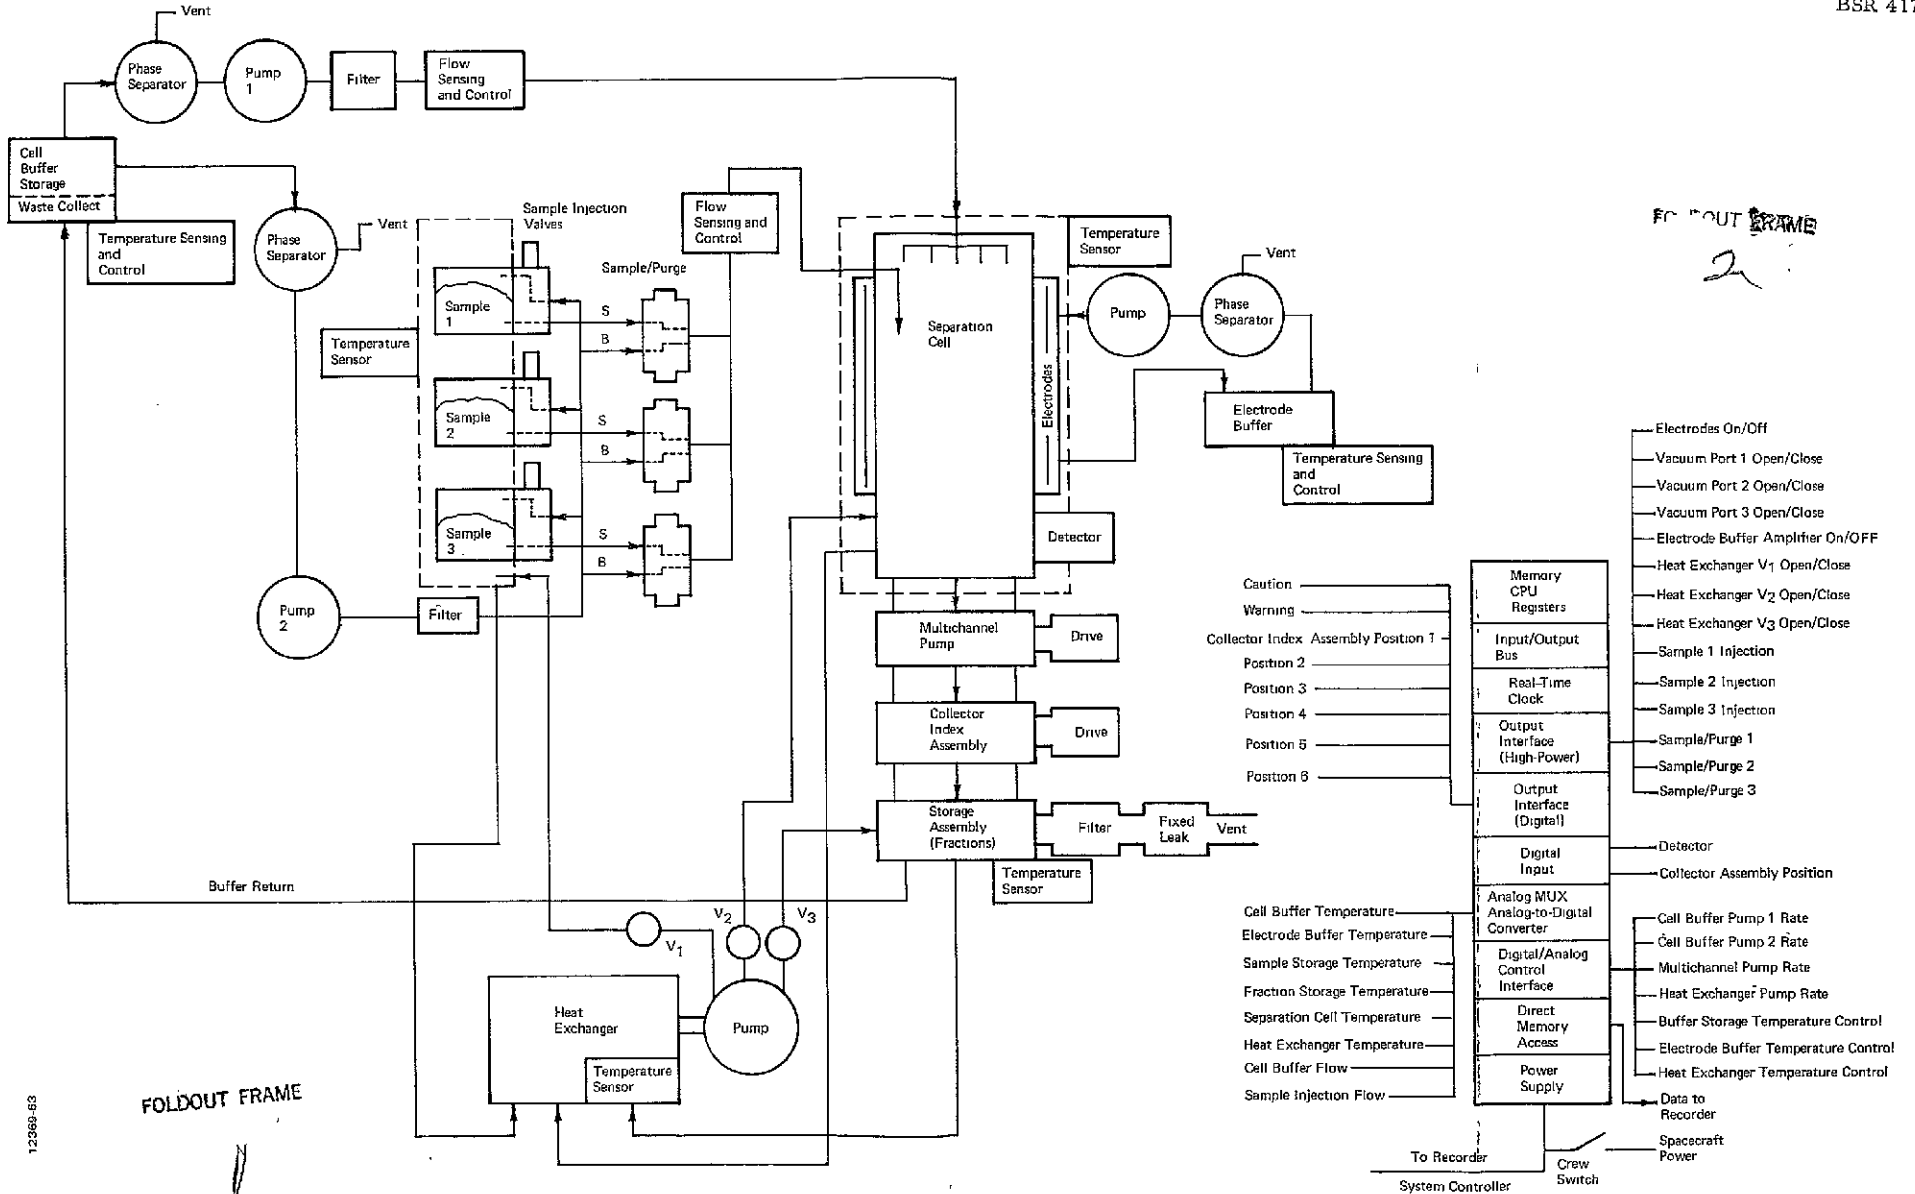 BSR 417
Vent
Phase
Separator
Pump
1
Filter
Flow
Sensing
and Control
Cell
Buffer
Storage
Waste Collect
Temperature Sensing
and
Control
Phase
Separator
Vent
Sample Injection
Valves
Sample/Purge
Flow
Sensing and
Control
Temperature
Sensor
Sample
1
S
B
Sample
2
S
B
Sample
3
S
B
Pump
2
Filter
Separation
Cell
Electrodes
Temperature
Sensor
Pump
Phase
Separator
Vent
Electrode
Buffer
Temperature Sensing
and
Control
Detector
Multichannel
Pump
Drive
Collector
Index
Assembly
Drive
Storage
Assembly
(Fractions)
Filter
Fixed
Leak
Vent
Temperature
Sensor
Buffer Return
V1
V2
V3
Heat
Exchanger
Temperature
Sensor
Pump
FRAME
2
Electrodes On/Off
Vacuum Port 1 Open/Close
Vacuum Port 2 Open/Close
Vacuum Port 3 Open/Close
Electrode Buffer Amplifier On/OFF
Heat Exchanger V1 Open/Close
Heat Exchanger V2 Open/Close
Heat Exchanger V3 Open/Close
Sample 1 Injection
Sample 2 Injection
Sample 3 Injection
Sample/Purge 1
Sample/Purge 2
Sample/Purge 3
Caution
Warning
Collector Index Assembly Position 1
Position 2
Position 3
Position 4
Position 5
Position 6
Memory
CPU
Registers
Input/Output
Bus
Real-Time
Clock
Output
Interface
(High-Power)
Output
Interface
(Digital)
Digital
Input
Analog MUX
Analog-to-Digital
Converter
Digital/Analog
Control
Interface
Direct
Memory
Access
Power
Supply
Detector
Collector Assembly Position
Cell Buffer Temperature
Electrode Buffer Temperature
Sample Storage Temperature
Fraction Storage Temperature
Separation Cell Temperature
Heat Exchanger Temperature
Cell Buffer Flow
Sample Injection Flow
Cell Buffer Pump 1 Rate
Cell Buffer Pump 2 Rate
Multichannel Pump Rate
Heat Exchanger Pump Rate
Buffer Storage Temperature Control
Electrode Buffer Temperature Control
Heat Exchanger Temperature Control
Data to
Recorder
Spacecraft
Power
Crew
Switch
To Recorder
System Controller
12369-63
FOLDOUT FRAME